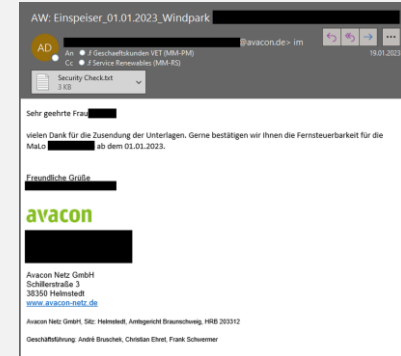 AW: Einspeiser_01.01.2023_Windpark
AD
@avacon.de> im
An ./ Geschaeftskunden VET (MM-PM)
Cc ./ Service Renewables (MM-RS)
19.01.2023
Security Check.txt
3 KB
Sehr geehrte Frau
vielen Dank für die Zusendung der Unterlagen. Gerne bestätigen wir Ihnen die Fernsteuerbarkeit für die
MaLo ab dem 01.01.2023.
Freundliche Grüße
avacon
Avacon Netz GmbH
Schillerstraße 3
38350 Helmstedt
www.avacon-netz.de
Avacon Netz GmbH, Sitz: Helmstedt, Amtsgericht Braunschweig, HRB 203312
Geschäftsführung: André Bruschek, Christian Ehret, Frank Schwermer